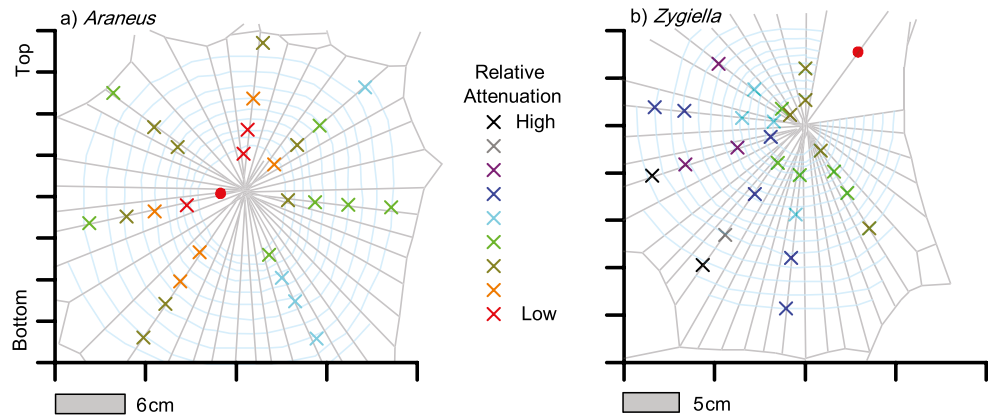 a) Araneus
b) Zygiella
Top
Bottom
Relative
Attenuation
High
Low
6cm
5cm